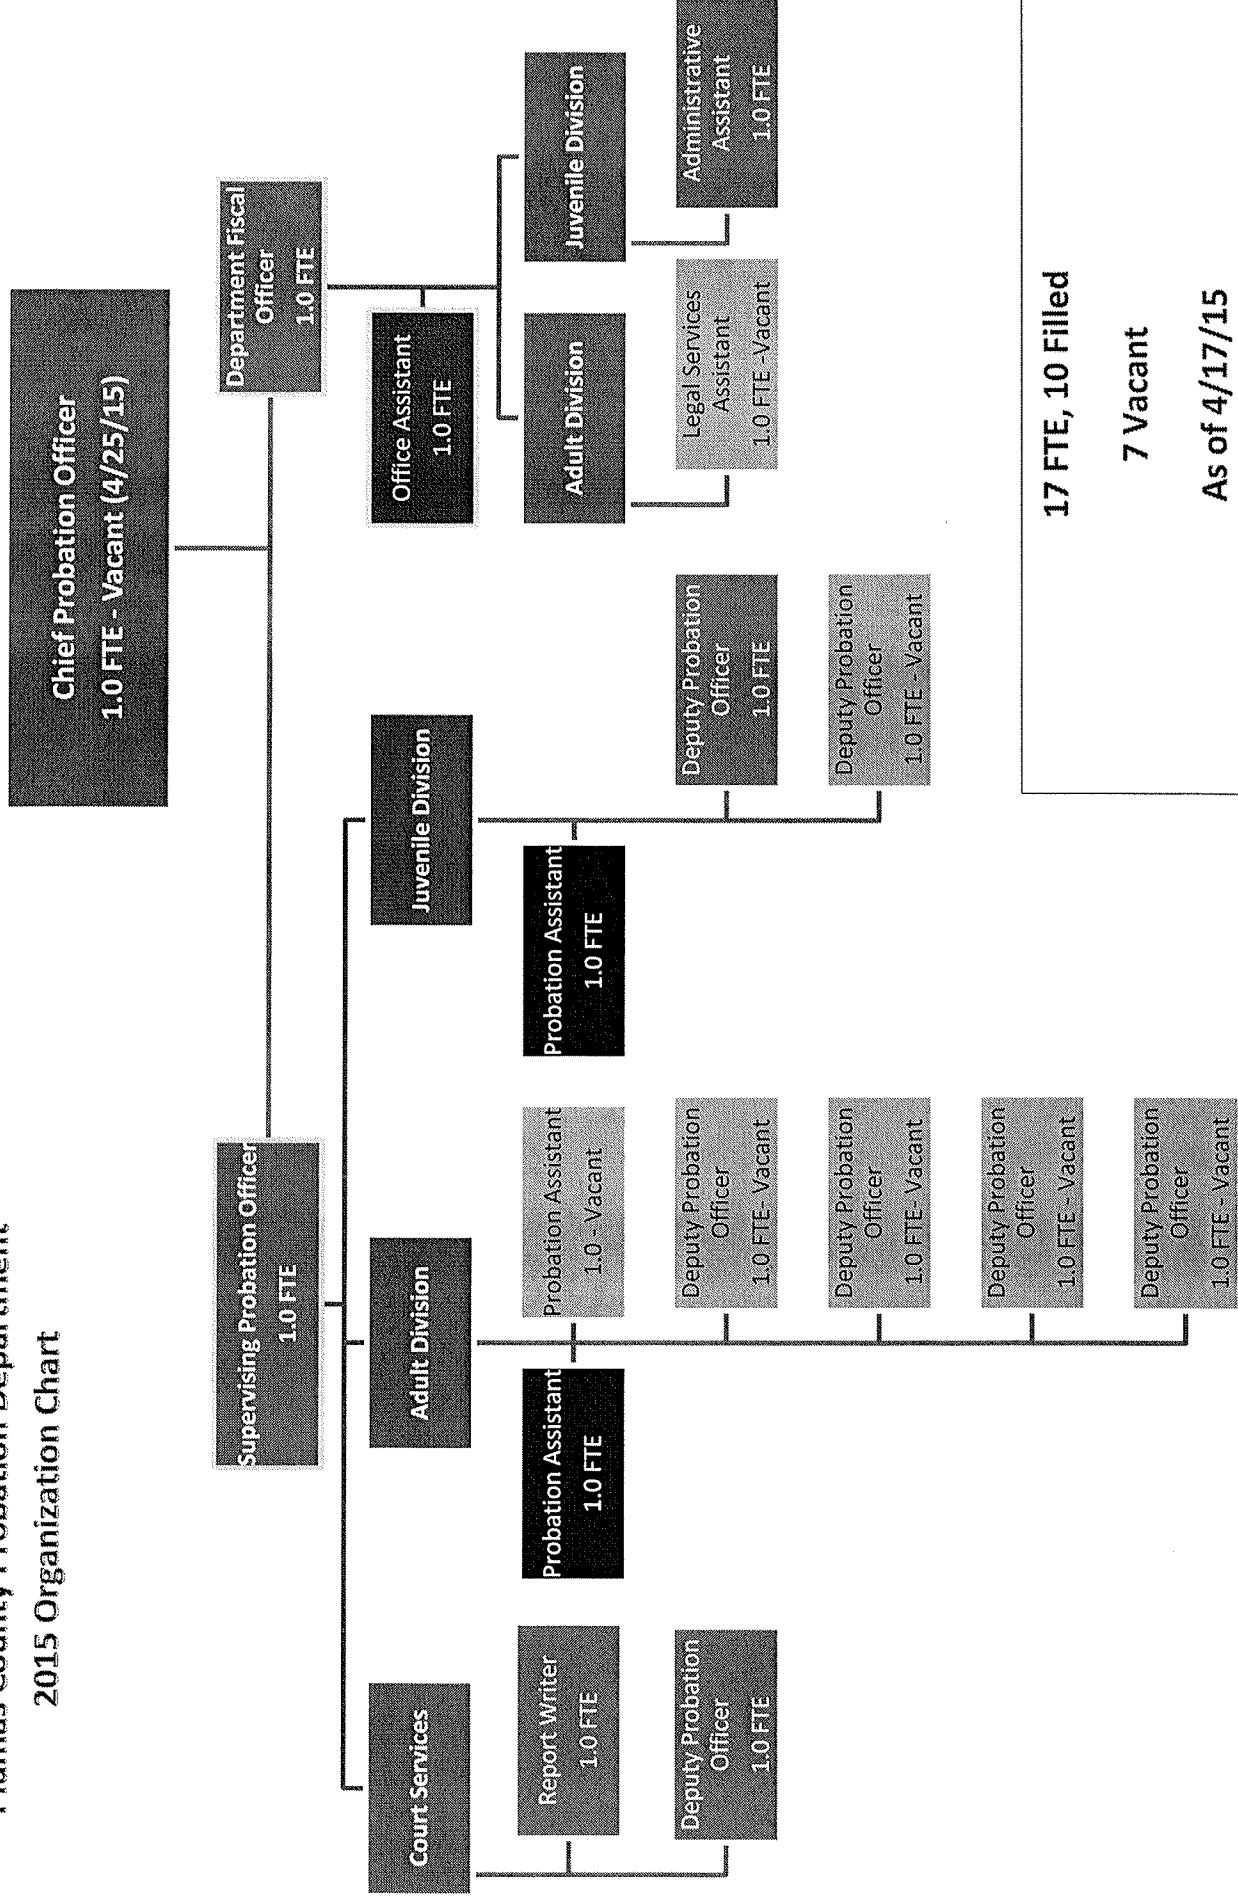 Plumas County Probation Department
2015 Organization Chart
Chief Probation Officer
1.0 FTE - Vacant (4/25/15)
Supervising Probation Officer
1.0 FTE
Department Fiscal
Officer
1.0 FTE
Court Services
Adult Division
Juvenile Division
Office Assistant
1.0 FTE
Report Writer
1.0 FTE
Deputy Probation
Officer
1.0 FTE
Probation Assistant
1.0 FTE
Probation Assistant
1.0 - Vacant
Deputy Probation
Officer
1.0 FTE- Vacant
Deputy Probation
Officer
1.0 FTE- Vacant
Deputy Probation
Officer
1.0 FTE - Vacant
Deputy Probation
Officer
1.0 FTE - Vacant
Probation Assistant
1.0 FTE
Deputy Probation
Officer
1.0 FTE
Deputy Probation
Officer
1.0 FTE - Vacant
Adult Division
Legal Services
Assistant
1.0 FTE -Vacant
Juvenile Division
Administrative
Assistant
1.0 FTE
17 FTE, 10 Filled
7 Vacant
As of 4/17/15